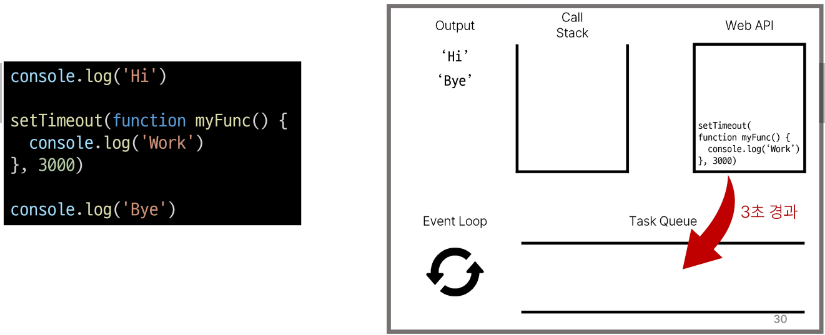 console.log('Hi')
setTimeout(function myFunc() {
console.log('Work')
}, 3000)
console.log('Bye')
Output
Call
Stack
Web API
'Hi'
'Bye'
setTimeout(
function myFunc() {
console.log('Work')
}, 3000)
3초 경과
Event Loop
Task Queue
30